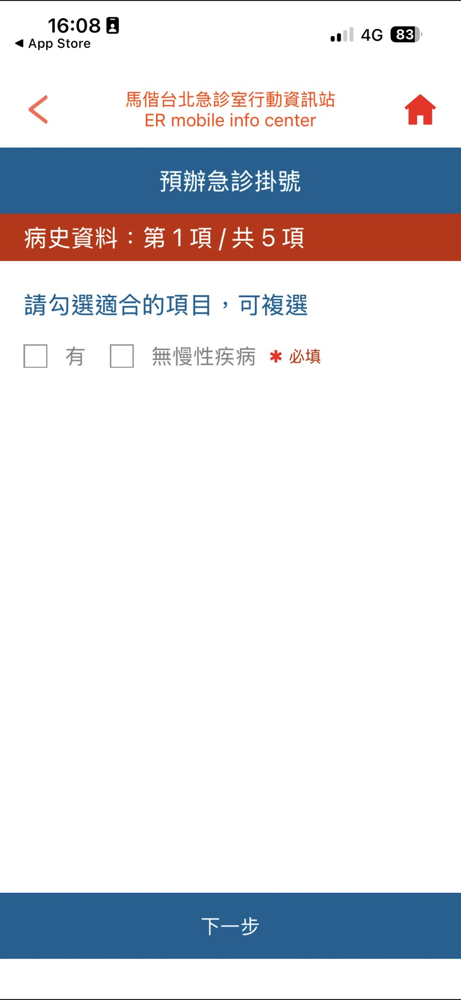 16:08
◀ App Store
4G 83
馬偕台北急診室行動資訊站
ER mobile info center
預辦急診掛號
病史資料：第 1 項 / 共 5 項
請勾選適合的項目，可複選
有 無慢性疾病 * 必填
下一步